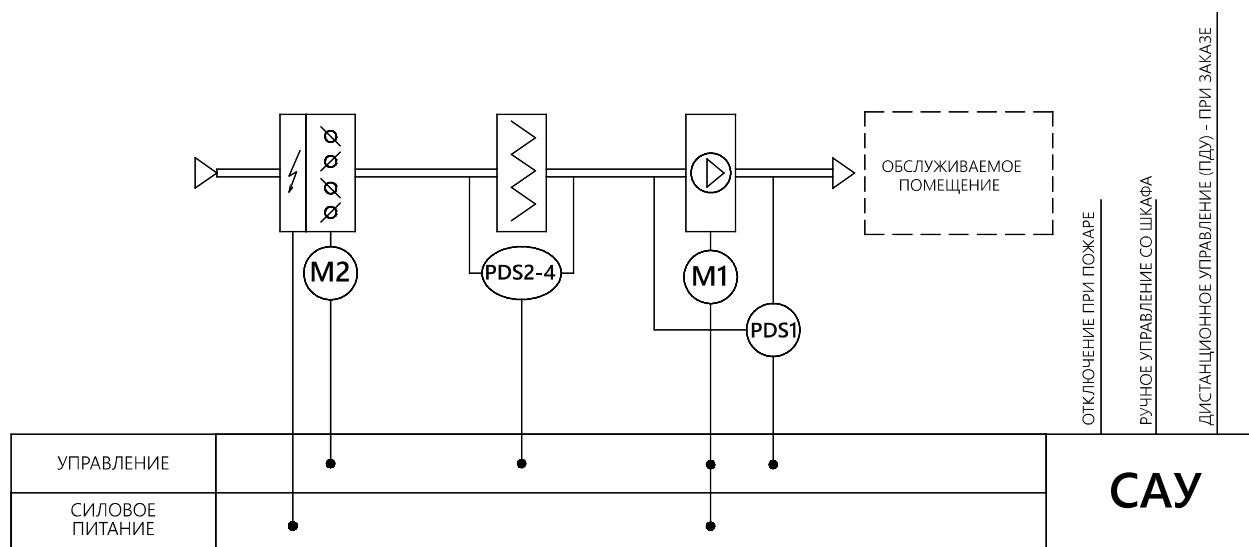 ОБСЛУЖИВАЕМОЕ
ПОМЕЩЕНИЕ
M2
PDS2-4
M1
PDS1
ОТКЛЮЧЕНИЕ ПРИ ПОЖАРЕ
РУЧНОЕ УПРАВЛЕНИЕ СО ШКАФА
ДИСТАНЦИОННОЕ УПРАВЛЕНИЕ (ПДУ) - ПРИ ЗАКАЗЕ
УПРАВЛЕНИЕ
СИЛОВОЕ
ПИТАНИЕ
САУ